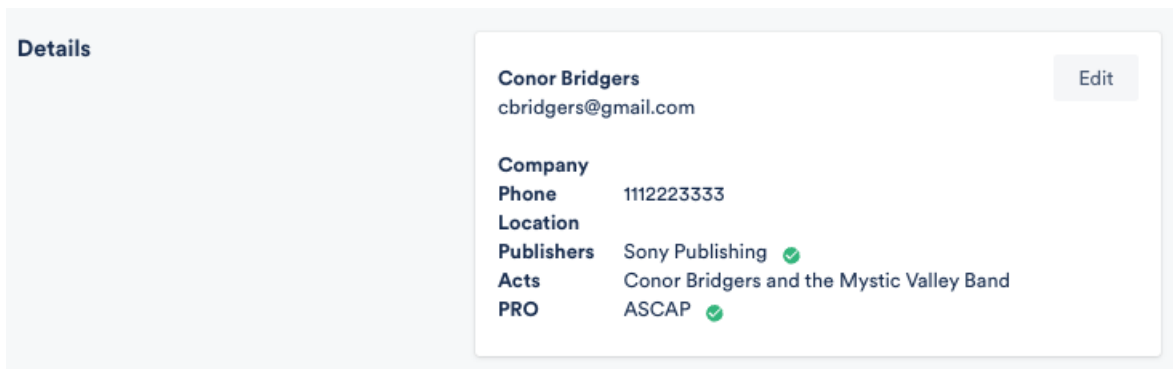 Details
Conor Bridgers
Edit
cbridgers@gmail.com
Company
Phone 1112223333
Location
Publishers Sony Publishing
Acts Conor Bridgers and the Mystic Valley Band
PRO ASCAP